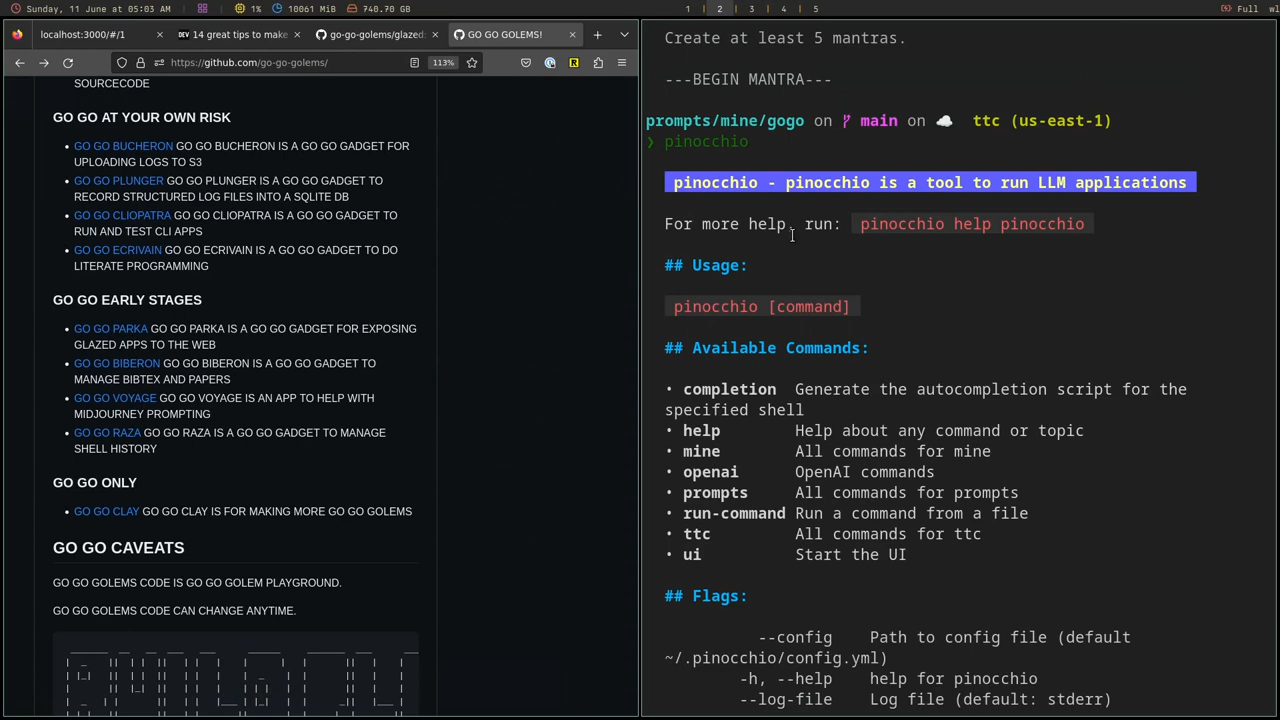 Sunday, 11 June at 05:03 AM 1% 10061 MiB 740.70 GB 1 2 3 4 5 Full wl
localhost:3000/#/1 × DEV 14 great tips to make × go-go-golems/glazed: × GO GO GOLEMS! × +
https://github.com/go-go-golems/ 113%
SOURCECODE
GO GO AT YOUR OWN RISK
• GO GO BUCHERON GO GO BUCHERON IS A GO GO GADGET FOR
UPLOADING LOGS TO S3
• GO GO PLUNGER GO GO PLUNGER IS A GO GO GADGET TO
RECORD STRUCTURED LOG FILES INTO A SQLITE DB
• GO GO CLIOPATRA GO GO CLIOPATRA IS A GO GO GADGET TO
RUN AND TEST CLI APPS
• GO GO ECRIVAIN GO GO ECRIVAIN IS A GO GO GADGET TO DO
LITERATE PROGRAMMING
GO GO EARLY STAGES
• GO GO PARKA GO GO PARKA IS A GO GO GADGET FOR EXPOSING
GLAZED APPS TO THE WEB
• GO GO BIBERON GO GO BIBERON IS A GO GO GADGET TO
MANAGE BIBTEX AND PAPERS
• GO GO VOYAGE GO GO VOYAGE IS AN APP TO HELP WITH
MIDJOURNEY PROMPTING
• GO GO RAZA GO GO RAZA IS A GO GO GADGET TO MANAGE
SHELL HISTORY
GO GO ONLY
• GO GO CLAY GO GO CLAY IS FOR MAKING MORE GO GO GOLEMS
GO GO CAVEATS
GO GO GOLEMS CODE IS GO GO GOLEM PLAYGROUND.
GO GO GOLEMS CODE CAN CHANGE ANYTIME.
Create at least 5 mantras.
---BEGIN MANTRA---
prompts/mine/gogo on main on ttc (us-east-1)
❯ pinocchio
pinocchio - pinocchio is a tool to run LLM applications
For more help, run: pinocchio help pinocchio
## Usage:
pinocchio [command]
## Available Commands:
• completion Generate the autocompletion script for the
specified shell
• help Help about any command or topic
• mine All commands for mine
• openai OpenAI commands
• prompts All commands for prompts
• run-command Run a command from a file
• ttc All commands for ttc
• ui Start the UI
## Flags:
--config Path to config file (default
~/.pinocchio/config.yml)
-h, --help help for pinocchio
--log-file Log file (default: stderr)